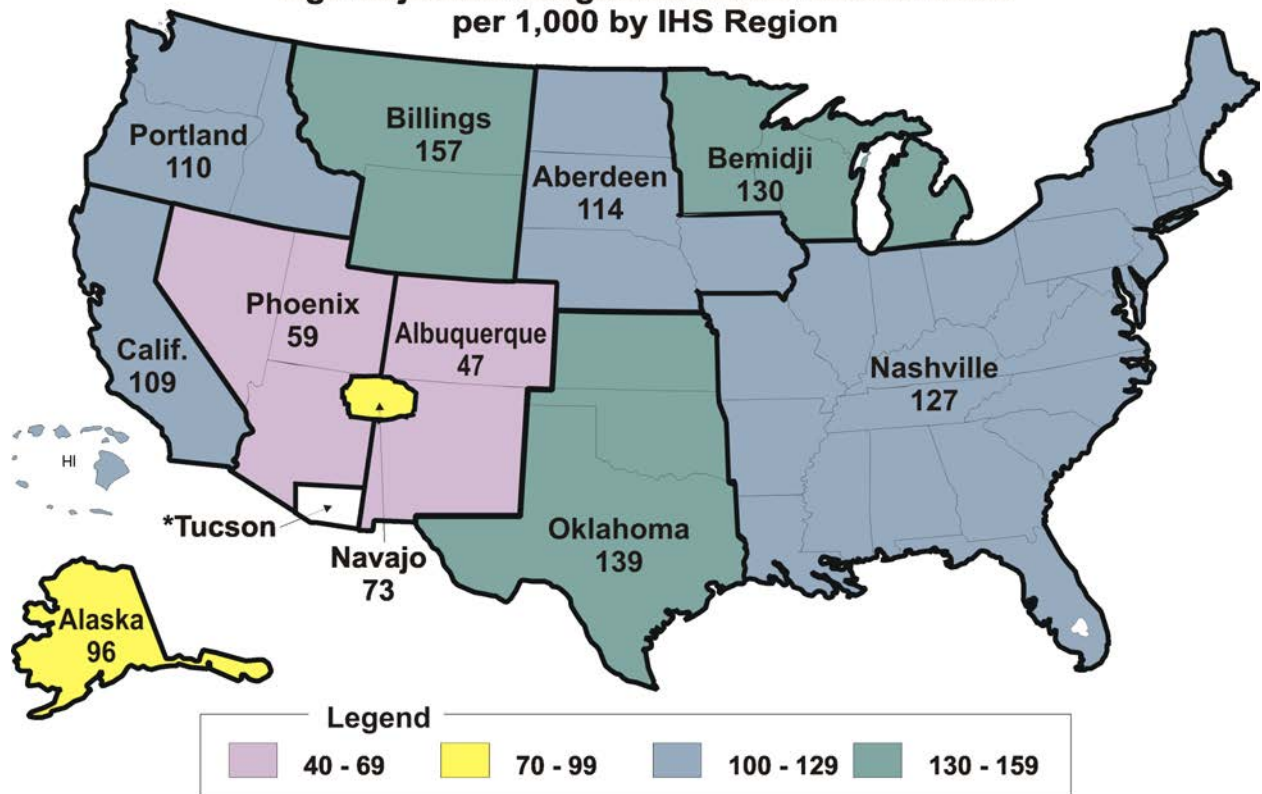 per 1,000 by IHS Region
Portland
110
Billings
157
Aberdeen
114
Bemidji
130
Phoenix
59
Albuquerque
47
Calif.
109
Nashville
127
HI
*Tucson
Navajo
73
Oklahoma
139
Alaska
96
Legend
40 - 69
70 - 99
100 - 129
130 - 159